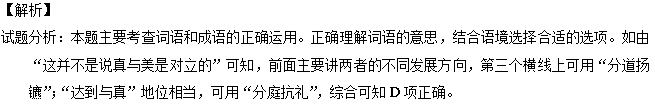 【解析】
试题分析：本题主要考查词语和成语的正确运用。正确理解词语的意思，结合语境选择合适的选项。如由
“这并不是说真与美是对立的”可知，前面主要讲两者的不同发展方向，第三个横线上可用“分道扬
镳”；“达到与真”地位相当，可用“分庭抗礼”，综合可知 D 项正确。